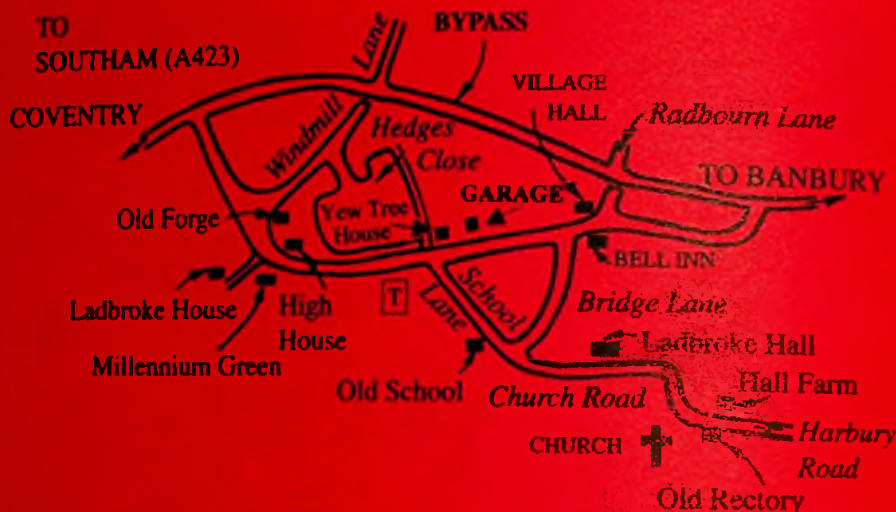 TO
SOUTHAM (A423)
COVENTRY
Lane
BYPASS
VILLAGE
HALL
Radbourn Lane
Windmill
Hedges
Close
TO BANBURY
Old Forge
Yew Tree
House
GARAGE
BELL INN
Ladbroke House
High
House
T
School
Lane
Bridge Lane
Millennium Green
Ladbroke Hall
Old School
Church Road
Hall Farm
CHURCH
Harbury
Road
Old Rectory